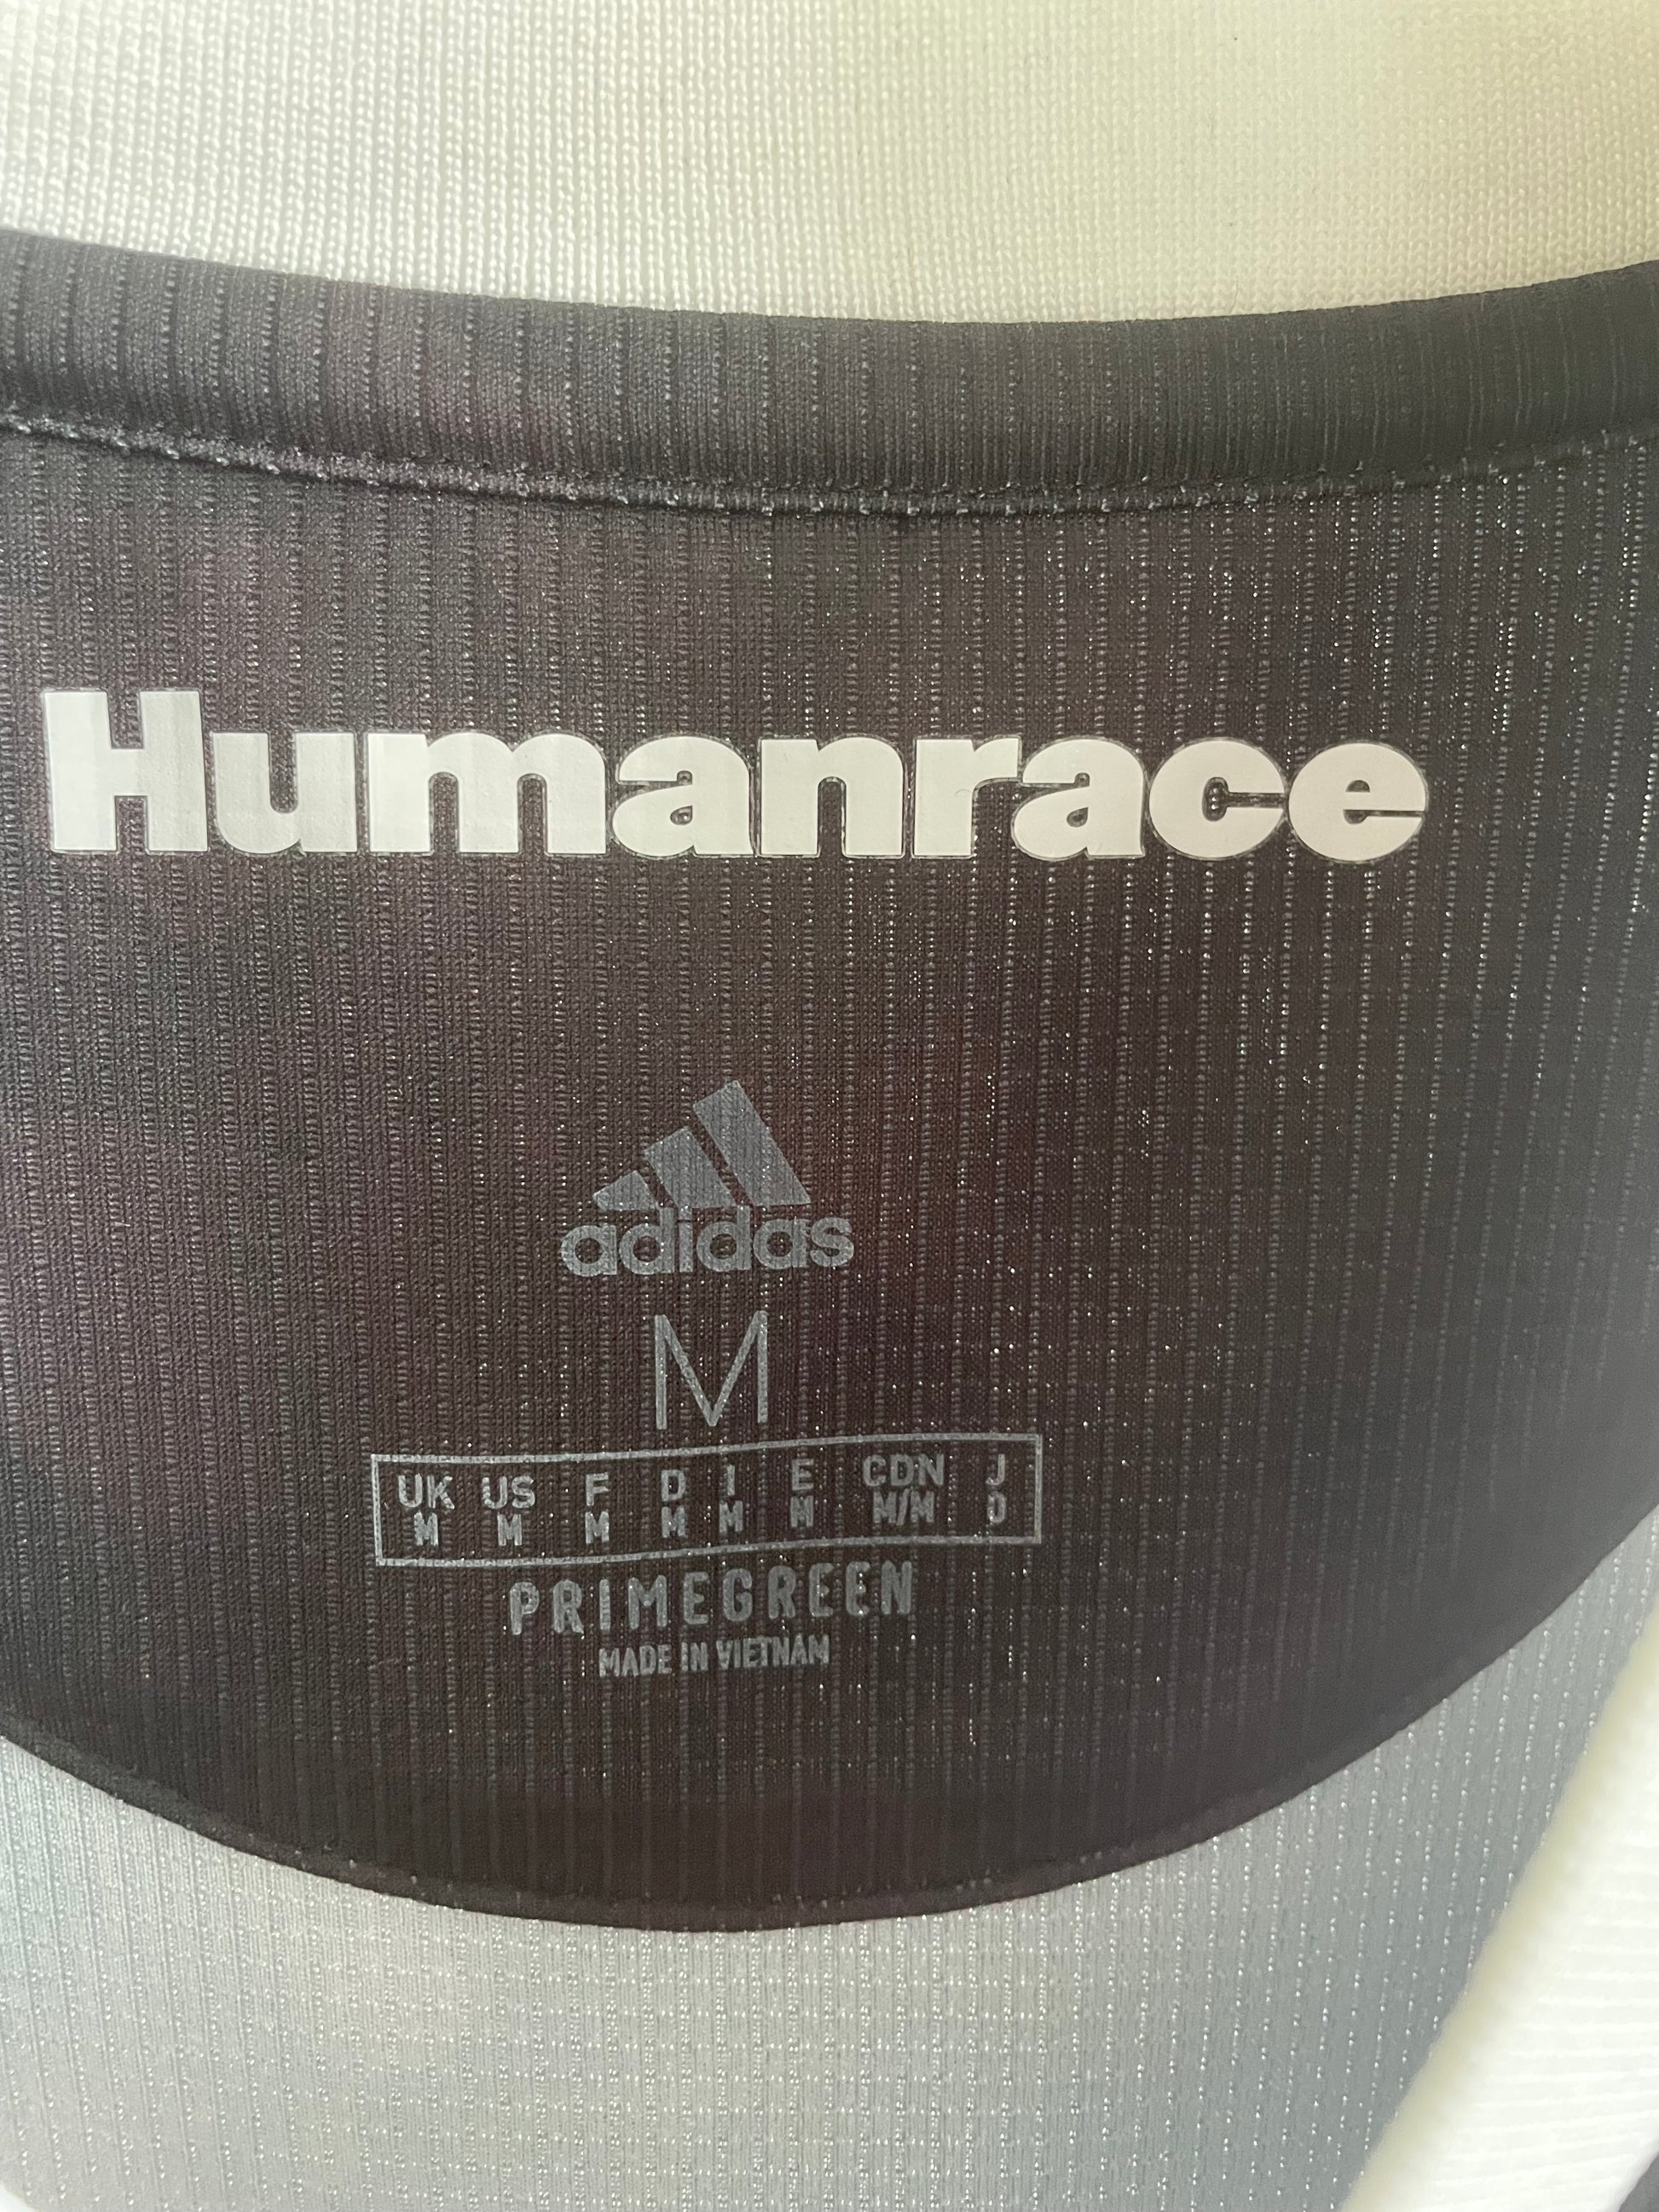 Humanrace
adidas
M
UK US F D I E CDN J
M M M M M M M/M O
PRIMEGREEN
MADE IN VIETNAM